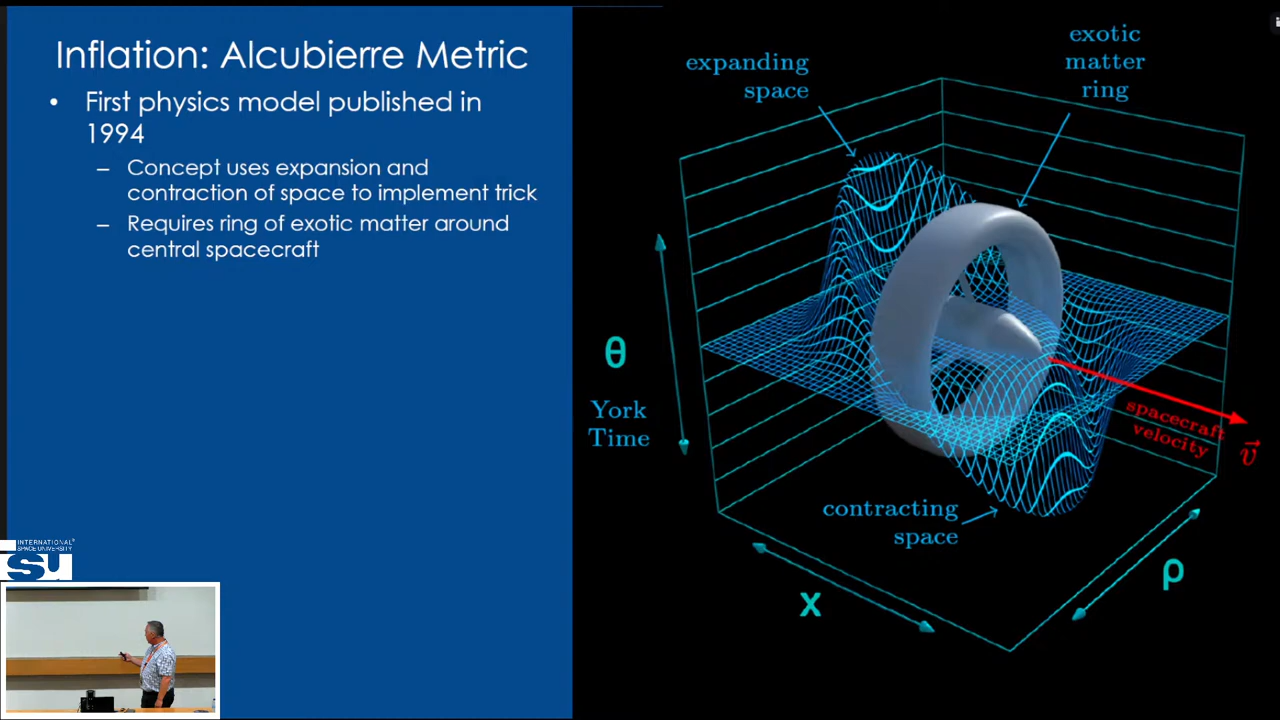 Inflation: Alcubierre Metric
• First physics model published in
1994
– Concept uses expansion and
contraction of space to implement trick
– Requires ring of exotic matter around
central spacecraft
INTERNATIONAL
SPACE UNIVERSITY
SU
expanding
space
exotic
matter
ring
θ
York
Time
spacecraft
velocity
v⃗
contracting
space
x
ρ